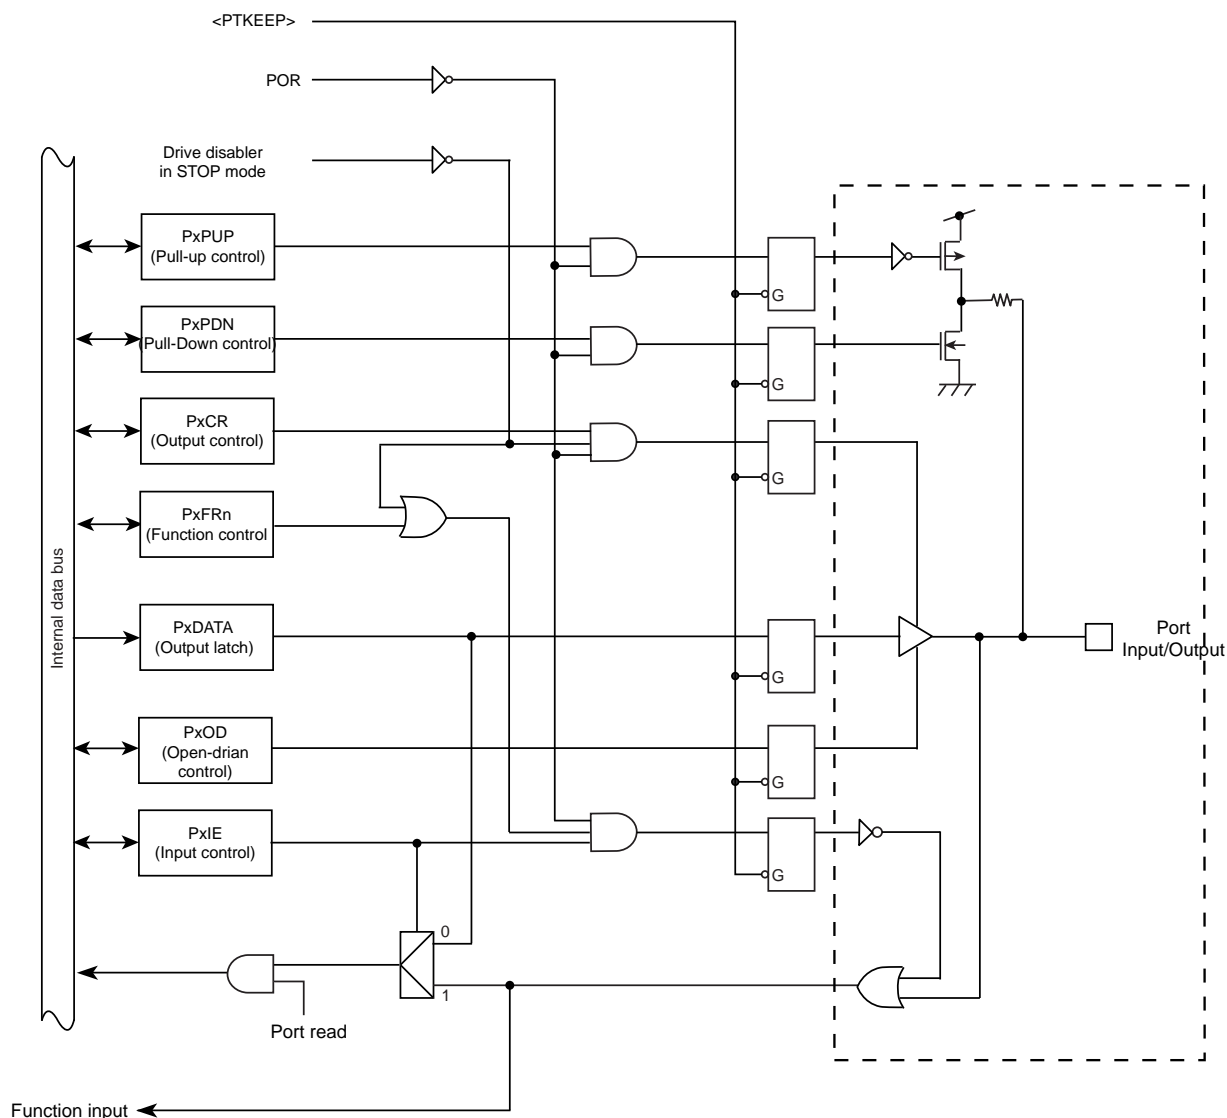 <PTKEEP>
POR
Drive disabler
in STOP mode
PxPUP
(Pull-up control)
G
PxPDN
(Pull-Down control)
G
PxCR
(Output control)
G
PxFRn
(Function control
Internal data bus
PxDATA
(Output latch)
G
Port
Input/Output
PxOD
(Open-drian
control)
G
PxIE
(Input control)
G
0
1
Port read
Function input